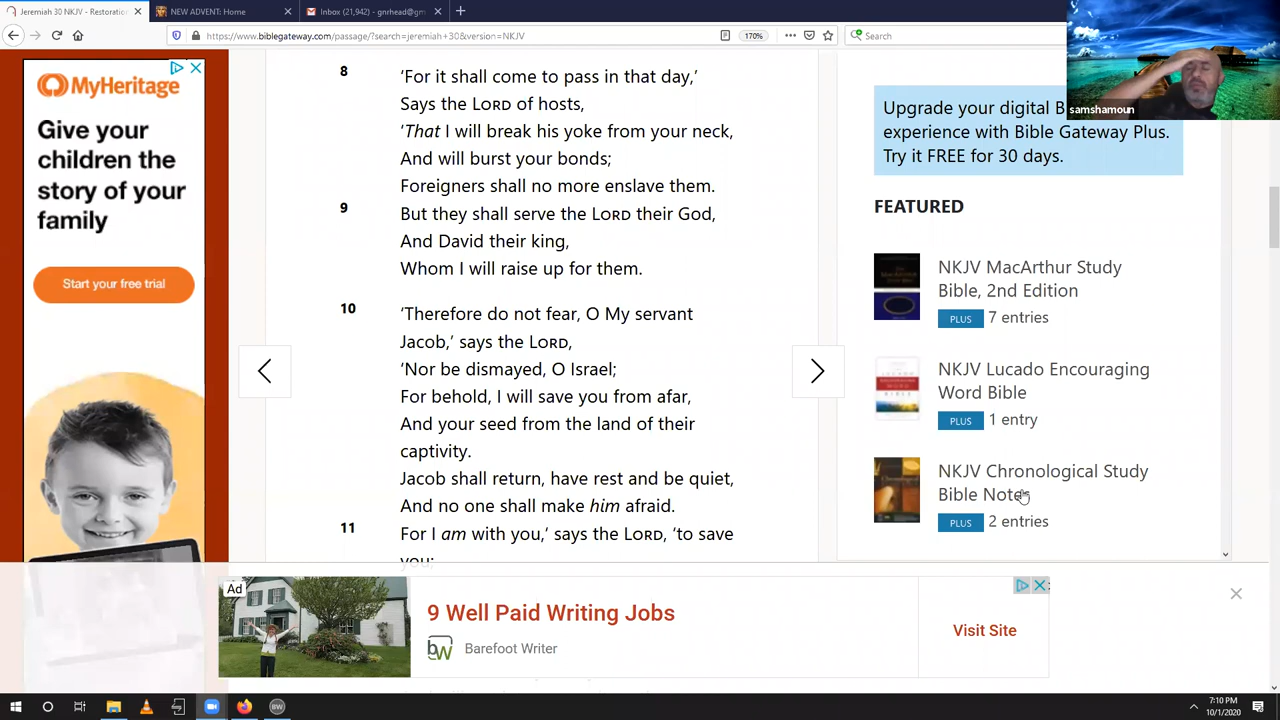 Jeremiah 30 NKJV - Restoratio
NEW ADVENT: Home
Inbox (21,942) - gnrhead@gm
https://www.biblegateway.com/passage/?search=jeremiah+30&version=NKJV
170%
Search
samshamoun
MyHeritage
Give your
children the
story of your
family
Start your free trial
8
‘For it shall come to pass in that day,’
Says the LORD of hosts,
‘That I will break his yoke from your neck,
And will burst your bonds;
Foreigners shall no more enslave them.
9
But they shall serve the LORD their God,
And David their king,
Whom I will raise up for them.
10
‘Therefore do not fear, O My servant
Jacob,’ says the LORD,
‘Nor be dismayed, O Israel;
For behold, I will save you from afar,
And your seed from the land of their
captivity.
Jacob shall return, have rest and be quiet,
And no one shall make him afraid.
11
For I am with you,’ says the LORD, ‘to save
you;
Upgrade your digital B
experience with Bible Gateway Plus.
Try it FREE for 30 days.
FEATURED
NKJV MacArthur Study
Bible, 2nd Edition
PLUS 7 entries
NKJV Lucado Encouraging
Word Bible
PLUS 1 entry
NKJV Chronological Study
Bible Notes
PLUS 2 entries
Ad
9 Well Paid Writing Jobs
bw Barefoot Writer
Visit Site
BW
7:10 PM
10/1/2020